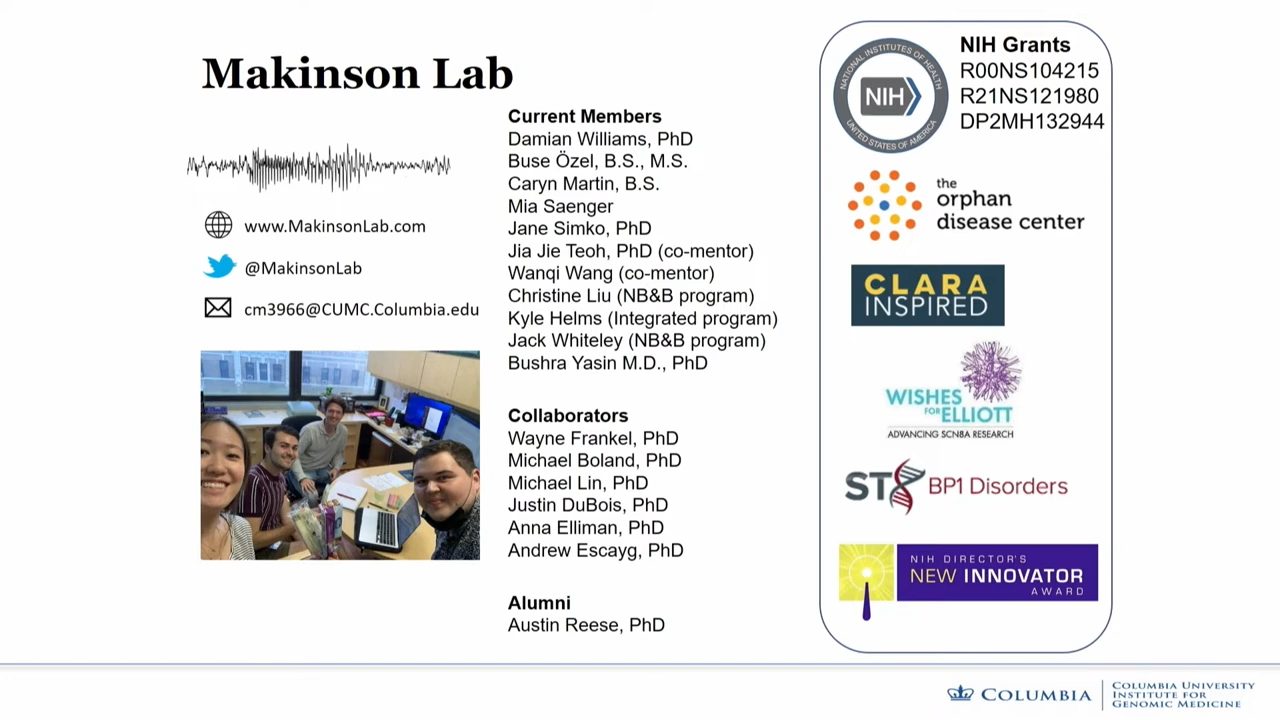 Makinson Lab
www.MakinsonLab.com
@MakinsonLab
cm3966@CUMC.Columbia.edu
Current Members
Damian Williams, PhD
Buse Özel, B.S., M.S.
Caryn Martin, B.S.
Mia Saenger
Jane Simko, PhD
Jia Jie Teoh, PhD (co-mentor)
Wanqi Wang (co-mentor)
Christine Liu (NB&B program)
Kyle Helms (Integrated program)
Jack Whiteley (NB&B program)
Bushra Yasin M.D., PhD
Collaborators
Wayne Frankel, PhD
Michael Boland, PhD
Michael Lin, PhD
Justin DuBois, PhD
Anna Elliman, PhD
Andrew Escayg, PhD
Alumni
Austin Reese, PhD
NATIONAL INSTITUTES OF HEALTH
NIH
UNITED STATES OF AMERICA
NIH Grants
R00NS104215
R21NS121980
DP2MH132944
the
orphan
disease center
CLARA
INSPIRED
WISHES
FOR ELLIOTT
ADVANCING SCN8A RESEARCH
STXBP1 Disorders
NIH DIRECTOR'S
NEW INNOVATOR
AWARD
COLUMBIA
COLUMBIA UNIVERSITY
INSTITUTE FOR
GENOMIC MEDICINE